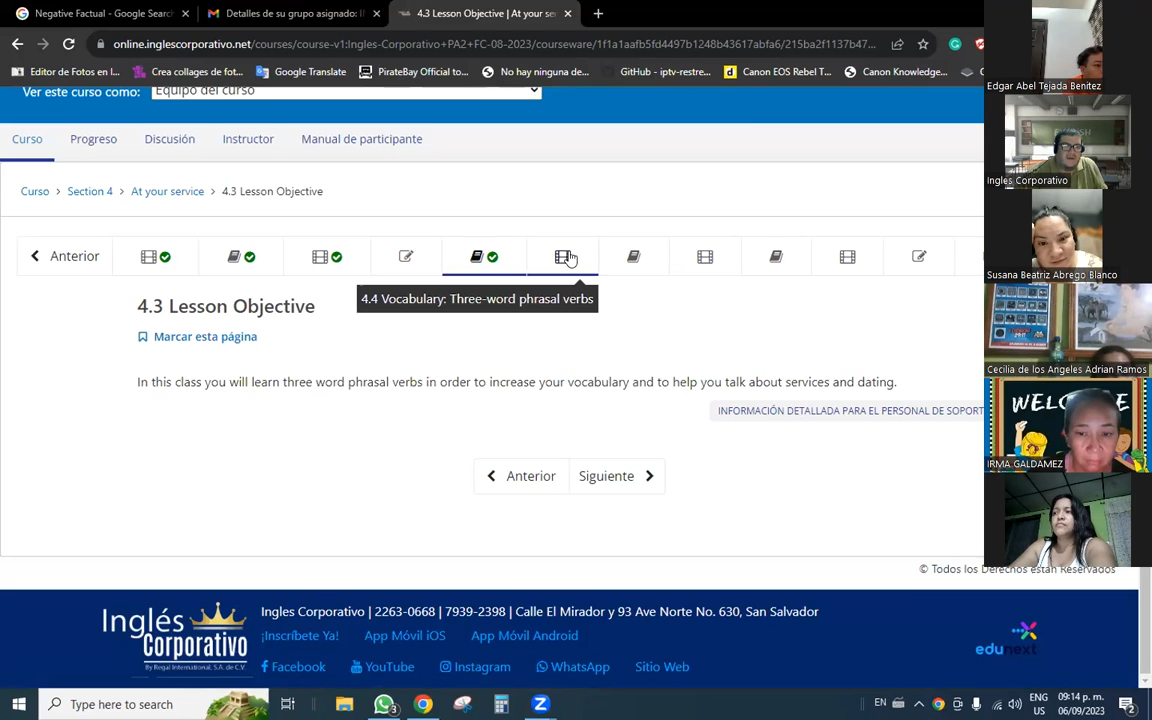 Negative Factual - Google Search
Detalles de su grupo asignado: I
4.3 Lesson Objective | At your se
online.inglescorporativo.net/courses/course-v1:Ingles-Corporativo+PA2+FC-08-2023/courseware/1f1a1aafb5fd4497b1248b43617abfa6/215ba2f1137b47...
Editor de Fotos en l...
Crea collages de fot...
Google Translate
PirateBay Official to...
No hay ninguna de...
GitHub - iptv-restre...
Canon EOS Rebel T...
Canon Knowledge...
Ver este curso como:
Equipo del curso
Curso
Progreso
Discusión
Instructor
Manual de participante
Curso > Section 4 > At your service > 4.3 Lesson Objective
Anterior
4.4 Vocabulary: Three-word phrasal verbs
4.3 Lesson Objective
Marcar esta página
In this class you will learn three word phrasal verbs in order to increase your vocabulary and to help you talk about services and dating.
INFORMACIÓN DETALLADA PARA EL PERSONAL DE SOPORT
Anterior
Siguiente
© Todos los Derechos están Reservados
Inglés Corporativo
By Regal International, S.A. de C.V.
Ingles Corporativo | 2263-0668 | 7939-2398 | Calle El Mirador y 93 Ave Norte No. 630, San Salvador
¡Inscríbete Ya!
App Móvil iOS
App Móvil Android
Facebook
YouTube
Instagram
WhatsApp
Sitio Web
edunext
Edgar Abel Tejada Benitez
Ingles Corporativo
Susana Beatriz Abrego Blanco
Cecilia de los Angeles Adrian Ramos
WELCOME
IRMA GALDAMEZ
Type here to search
3
EN
ENG
US
09:14 p. m.
06/09/2023
2